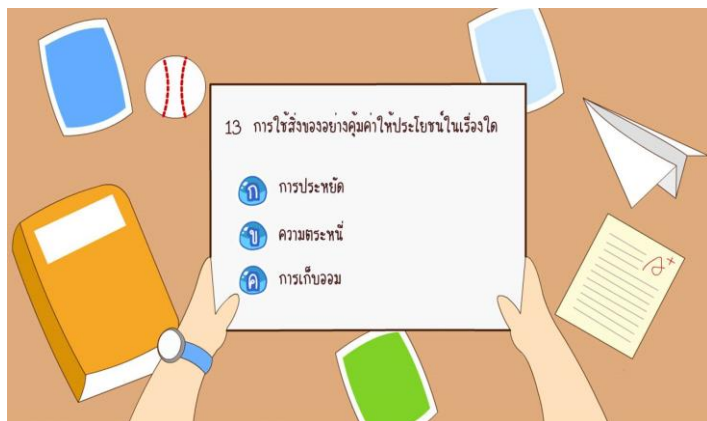 13 การใช้สิ่งของอย่างคุ้มค่าให้ประโยชน์ในเรื่องใด
ก การประหยัด
ข ความตระหนี่
ค การเก็บออม
A+